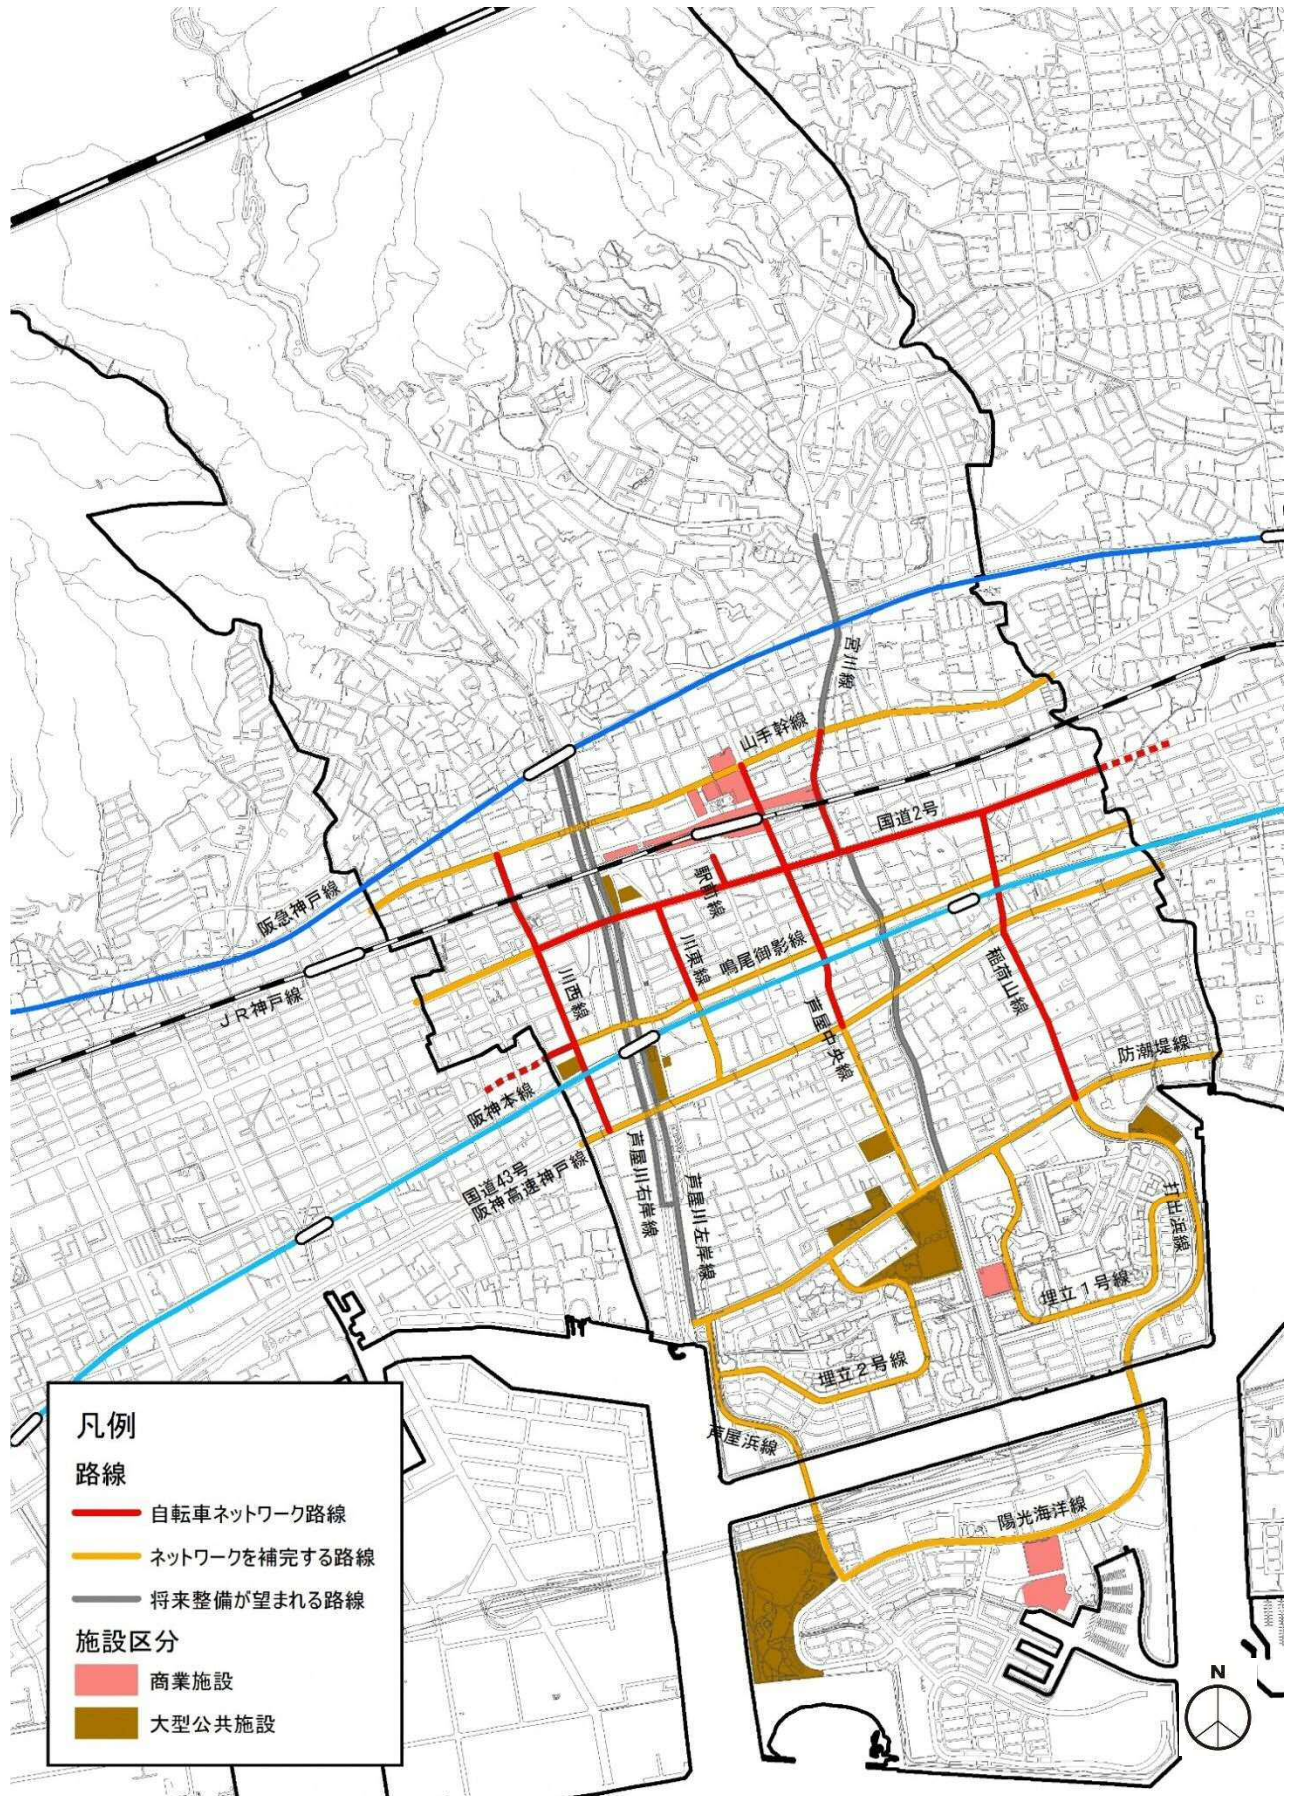 宮川線
山手幹線
国道2号
阪急神戸線
駅前線
JR神戸線
川東線
鳴尾御影線
川西線
稲荷山線
芦屋中央線
防潮堤線
阪神本線
国道43号
阪神高速神戸線
芦屋川右岸線
芦屋川左岸線
打出浜線
埋立1号線
埋立2号線
芦屋浜線
陽光海洋線
凡例
路線
自転車ネットワーク路線
ネットワークを補完する路線
将来整備が望まれる路線
施設区分
商業施設
大型公共施設
N